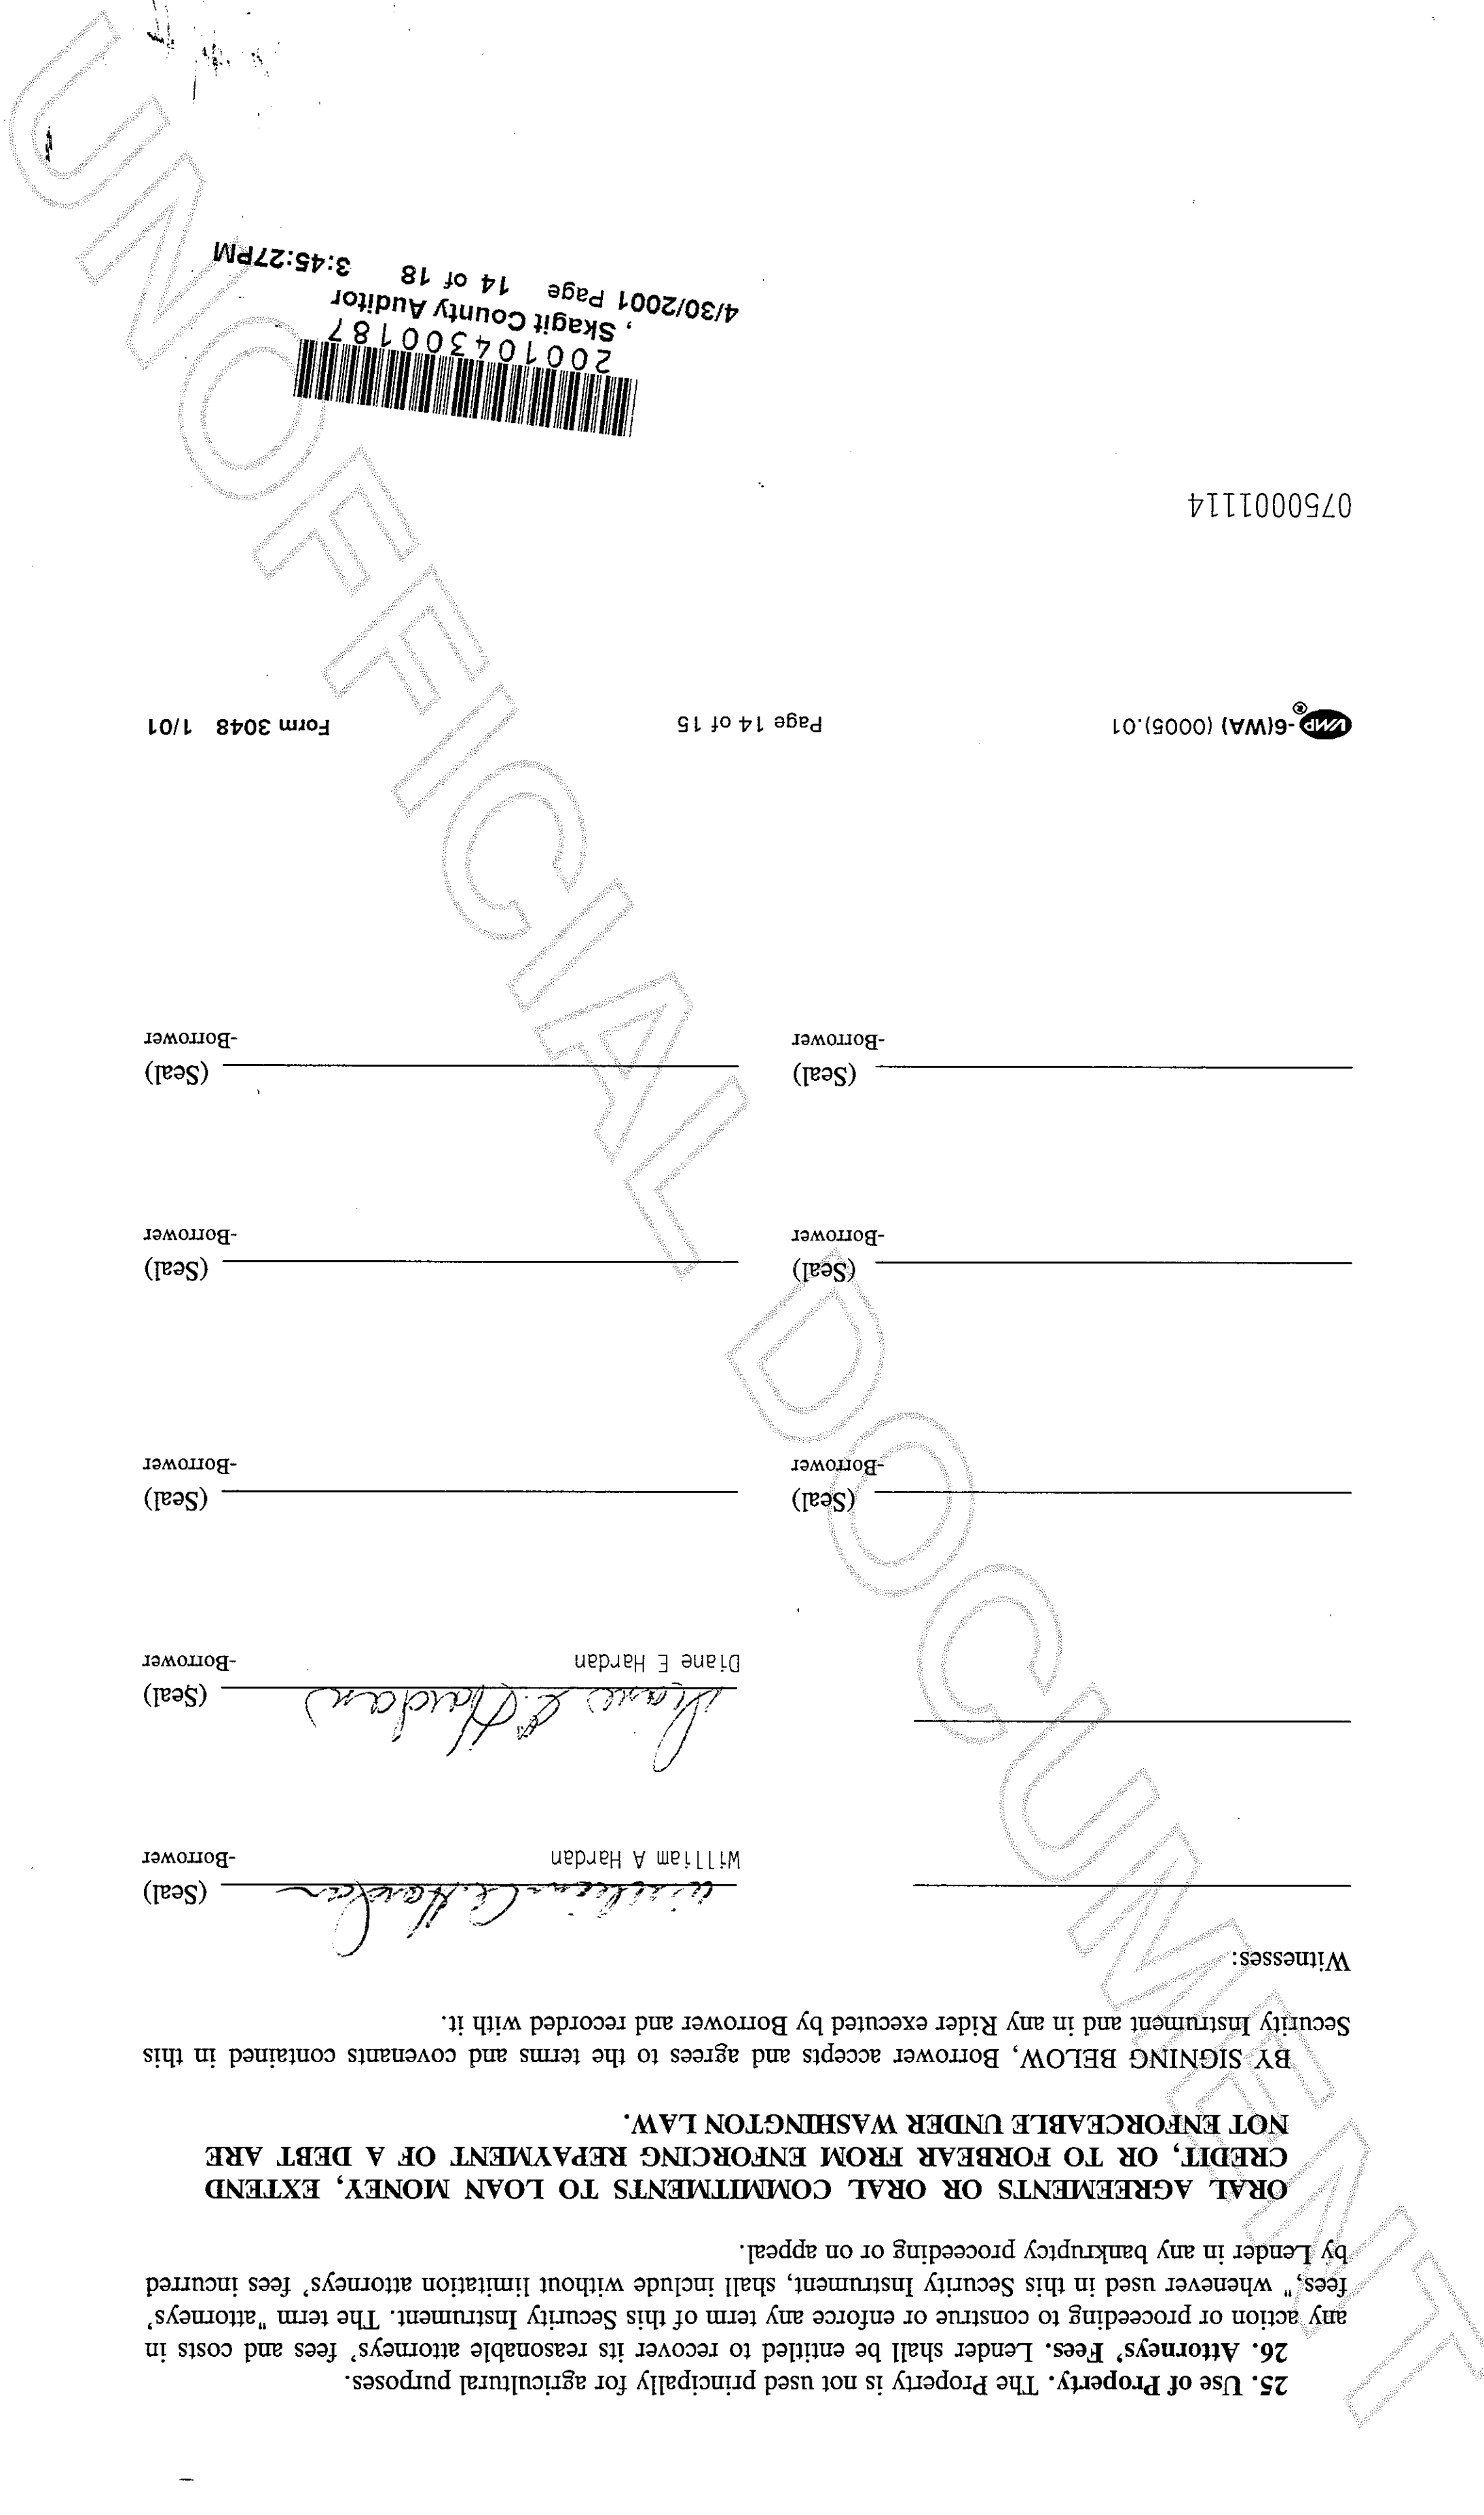 25. Use of Property. The Property is not used principally for agricultural purposes.
26. Attorneys' Fees. Lender shall be entitled to recover its reasonable attorneys' fees and costs in
any action or proceeding to construe or enforce any term of this Security Instrument. The term "attorneys'
fees," whenever used in this Security Instrument, shall include without limitation attorneys' fees incurred
by Lender in any bankruptcy proceeding or on appeal.
ORAL AGREEMENTS OR ORAL COMMITMENTS TO LOAN MONEY, EXTEND
CREDIT, OR TO FORBEAR FROM ENFORCING REPAYMENT OF A DEBT ARE
NOT ENFORCEABLE UNDER WASHINGTON LAW.
BY SIGNING BELOW, Borrower accepts and agrees to the terms and covenants contained in this
Security Instrument and in any Rider executed by Borrower and recorded with it.
Witnesses:
William A Hardan (Seal)
William A Hardan -Borrower
Diane E Hardan (Seal)
Diane E Hardan -Borrower
(Seal) (Seal)
-Borrower -Borrower
(Seal) (Seal)
-Borrower -Borrower
(Seal) (Seal)
-Borrower -Borrower
VMP -6(WA) (0005).01 Page 14 of 15 Form 3048 1/01
®
0750001114
200104300187
, Skagit County Auditor
4/30/2001 Page 14 of 18 3:45:27PM
UNOFFICIAL DOCUMENT